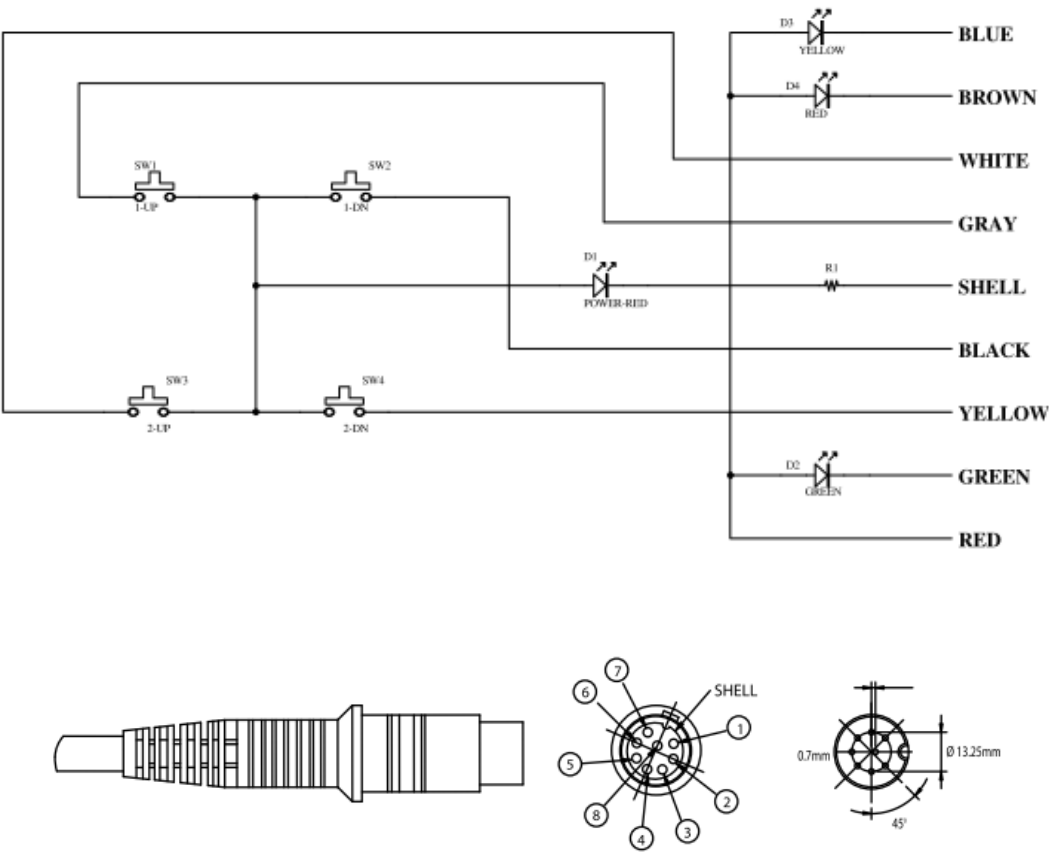 D3
YELLOW
BLUE
D4
RED
BROWN
WHITE
SW1
1-UP
SW2
1-DN
GRAY
D1
POWER-RED
R1
SHELL
BLACK
SW3
2-UP
SW4
2-DN
YELLOW
D2
GREEN
GREEN
RED
7
6
SHELL
1
5
2
8
4
3
0.7mm
Ø 13.25mm
45'